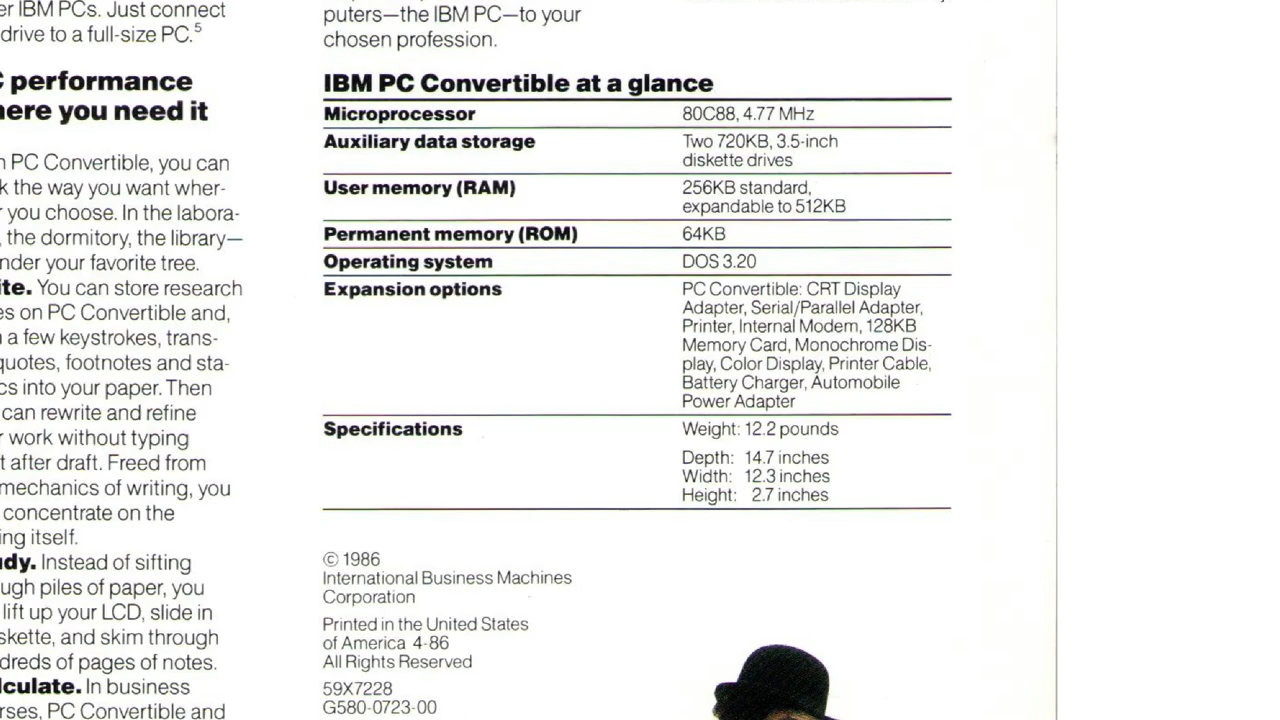 er IBM PCs. Just connect
drive to a full-size PC.⁵
C performance
here you need it
n PC Convertible, you can
k the way you want wher-
r you choose. In the labora-
, the dormitory, the library—
nder your favorite tree.
ite. You can store research
es on PC Convertible and,
n a few keystrokes, trans-
quotes, footnotes and sta-
cs into your paper. Then
can rewrite and refine
r work without typing
t after draft. Freed from
mechanics of writing, you
concentrate on the
ing itself.
dy. Instead of sifting
ugh piles of paper, you
lift up your LCD, slide in
skette, and skim through
dreds of pages of notes.
lculate. In business
rses, PC Convertible and
puters—the IBM PC—to your
chosen profession.
IBM PC Convertible at a glance
Microprocessor 80C88, 4.77 MHz
Auxiliary data storage Two 720KB, 3.5-inch
diskette drives
User memory (RAM) 256KB standard,
expandable to 512KB
Permanent memory (ROM) 64KB
Operating system DOS 3.20
Expansion options PC Convertible: CRT Display
Adapter, Serial/Parallel Adapter,
Printer, Internal Modem, 128KB
Memory Card, Monochrome Dis-
play, Color Display, Printer Cable,
Battery Charger, Automobile
Power Adapter
Specifications Weight: 12.2 pounds
Depth: 14.7 inches
Width: 12.3 inches
Height: 2.7 inches
© 1986
International Business Machines
Corporation
Printed in the United States
of America 4-86
All Rights Reserved
59X7228
G580-0723-00